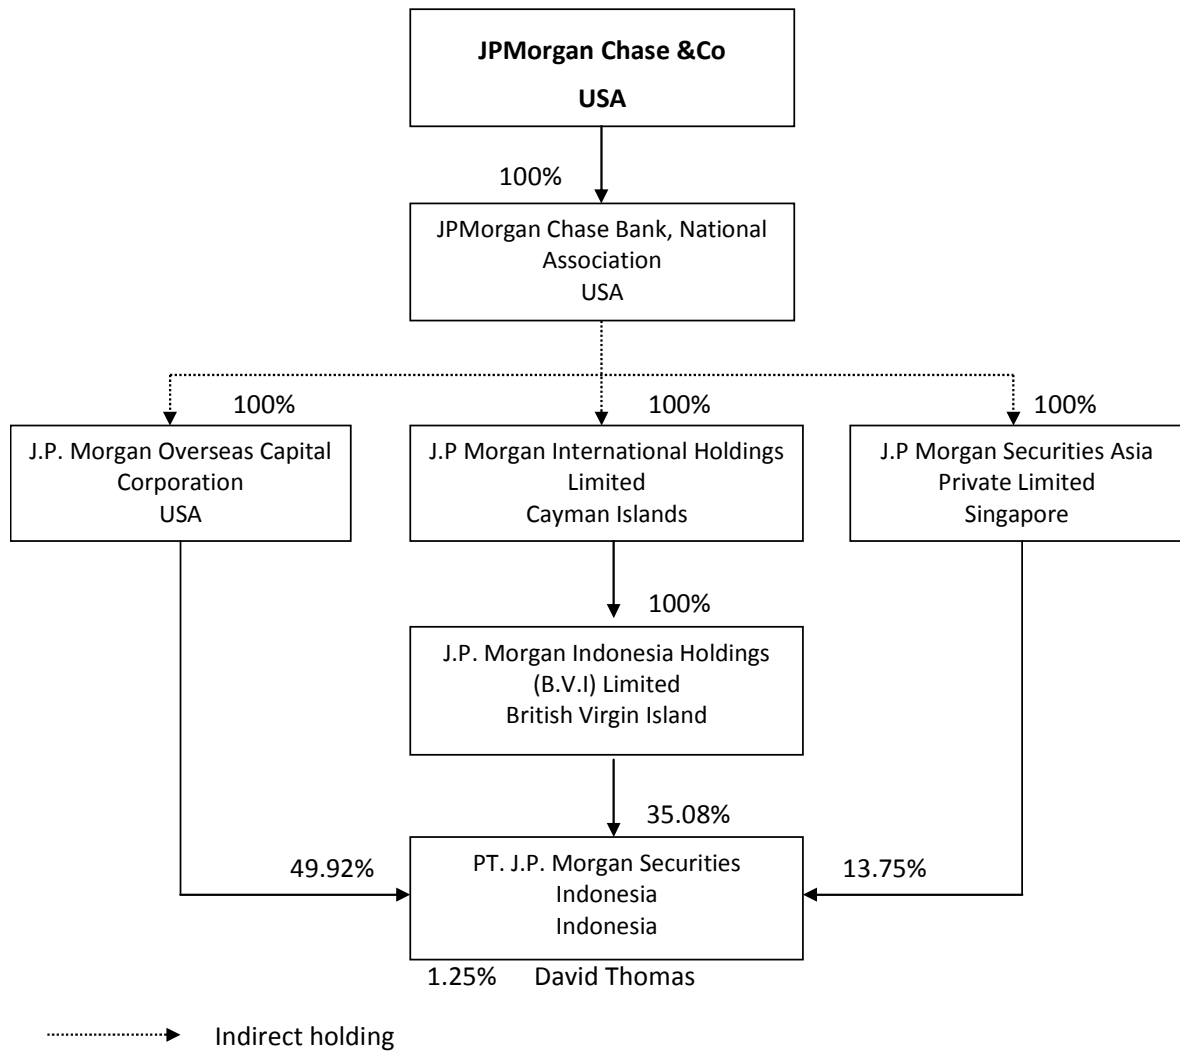 JPMorgan Chase &Co
USA
100%
JPMorgan Chase Bank, National
Association
USA
100%
100%
100%
J.P. Morgan Overseas Capital
Corporation
USA
J.P Morgan International Holdings
Limited
Cayman Islands
J.P Morgan Securities Asia
Private Limited
Singapore
100%
J.P. Morgan Indonesia Holdings
(B.V.I) Limited
British Virgin Island
35.08%
49.92%
PT. J.P. Morgan Securities
Indonesia
Indonesia
13.75%
1.25% David Thomas
Indirect holding